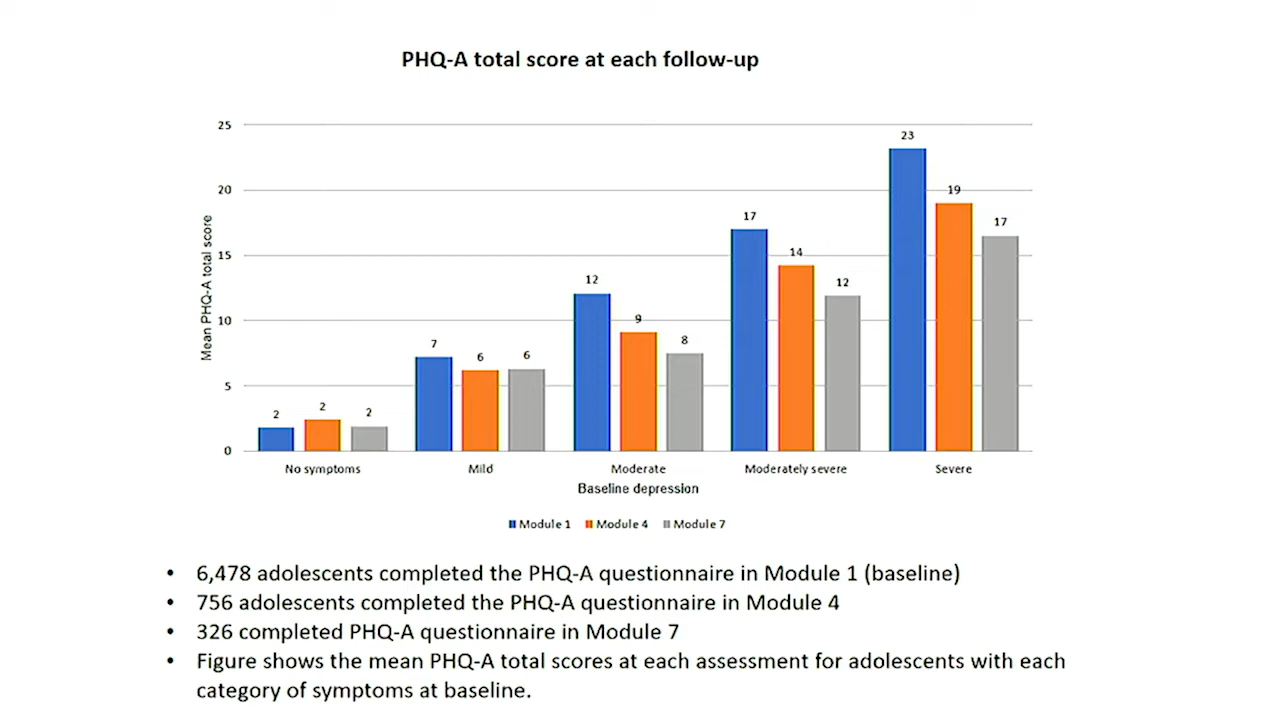 PHQ-A total score at each follow-up
25
20
15
10
5
0
Mean PHQ-A total score
2 2 2
7 6 6
12 9 8
17 14 12
23 19 17
No symptoms Mild Moderate Moderately severe Severe
Baseline depression
Module 1 Module 4 Module 7
• 6,478 adolescents completed the PHQ-A questionnaire in Module 1 (baseline)
• 756 adolescents completed the PHQ-A questionnaire in Module 4
• 326 completed PHQ-A questionnaire in Module 7
• Figure shows the mean PHQ-A total scores at each assessment for adolescents with each
category of symptoms at baseline.